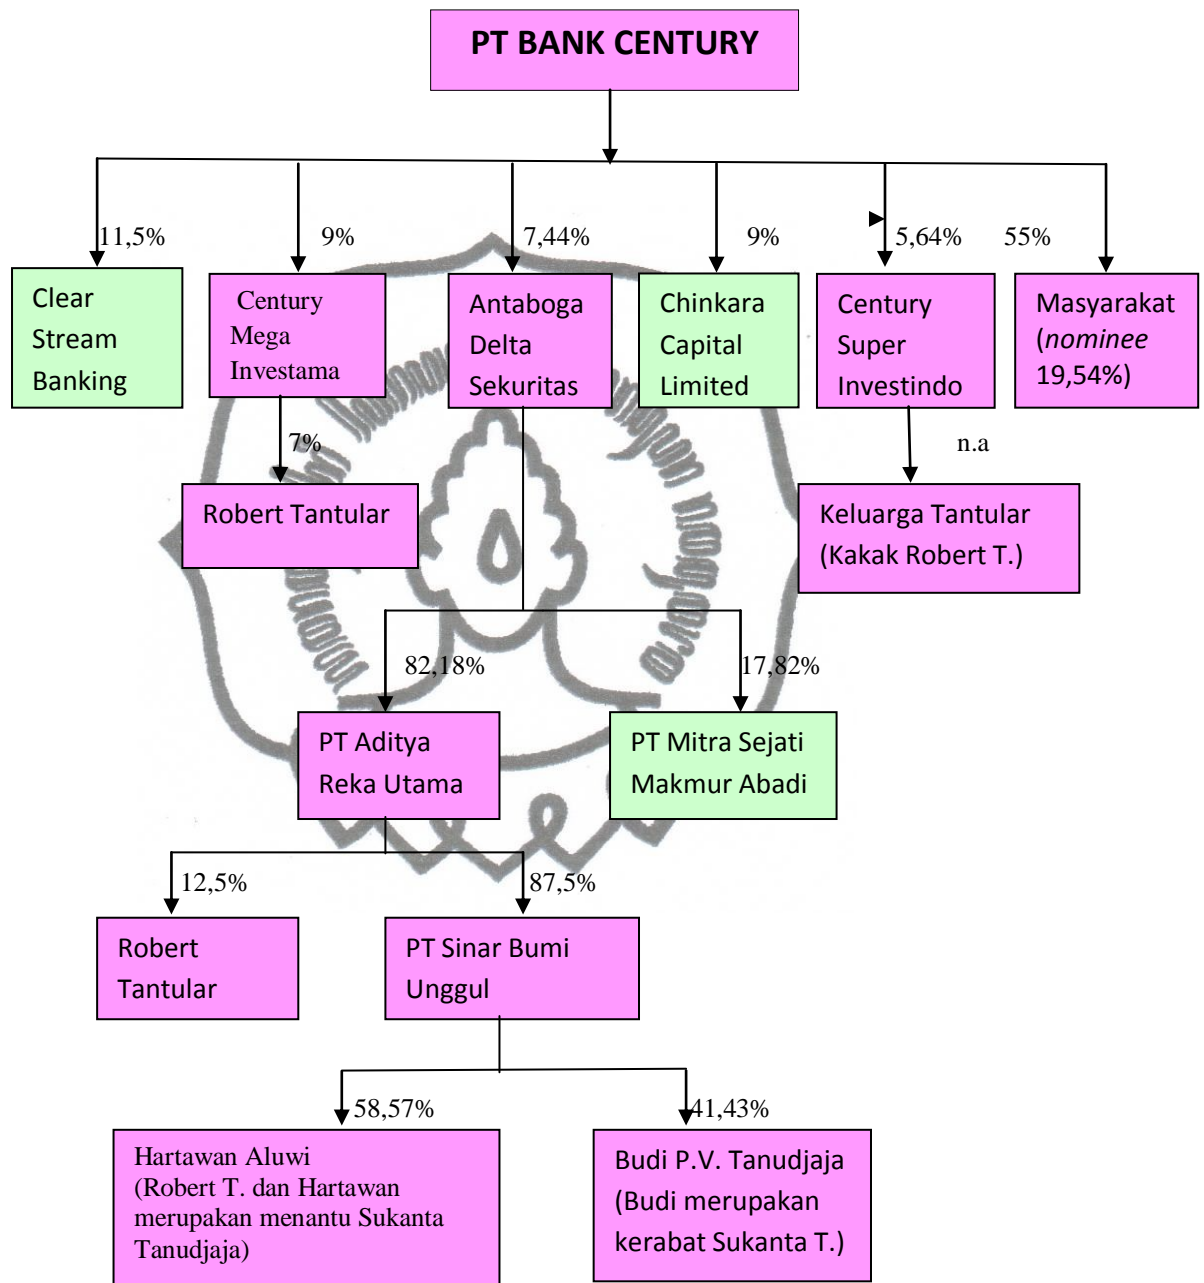 PT BANK CENTURY
11,5%
9%
7,44%
9%
5,64%
55%
Clear
Stream
Banking
Century
Mega
Investama
Antaboga
Delta
Sekuritas
Chinkara
Capital
Limited
Century
Super
Investindo
Masyarakat
(nominee
19,54%)
7%
n.a
Robert Tantular
Keluarga Tantular
(Kakak Robert T.)
82,18%
17,82%
PT Aditya
Reka Utama
PT Mitra Sejati
Makmur Abadi
12,5%
87,5%
Robert
Tantular
PT Sinar Bumi
Unggul
58,57%
41,43%
Hartawan Aluwi
(Robert T. dan Hartawan
merupakan menantu Sukanta
Tanudjaja)
Budi P.V. Tanudjaja
(Budi merupakan
kerabat Sukanta T.)